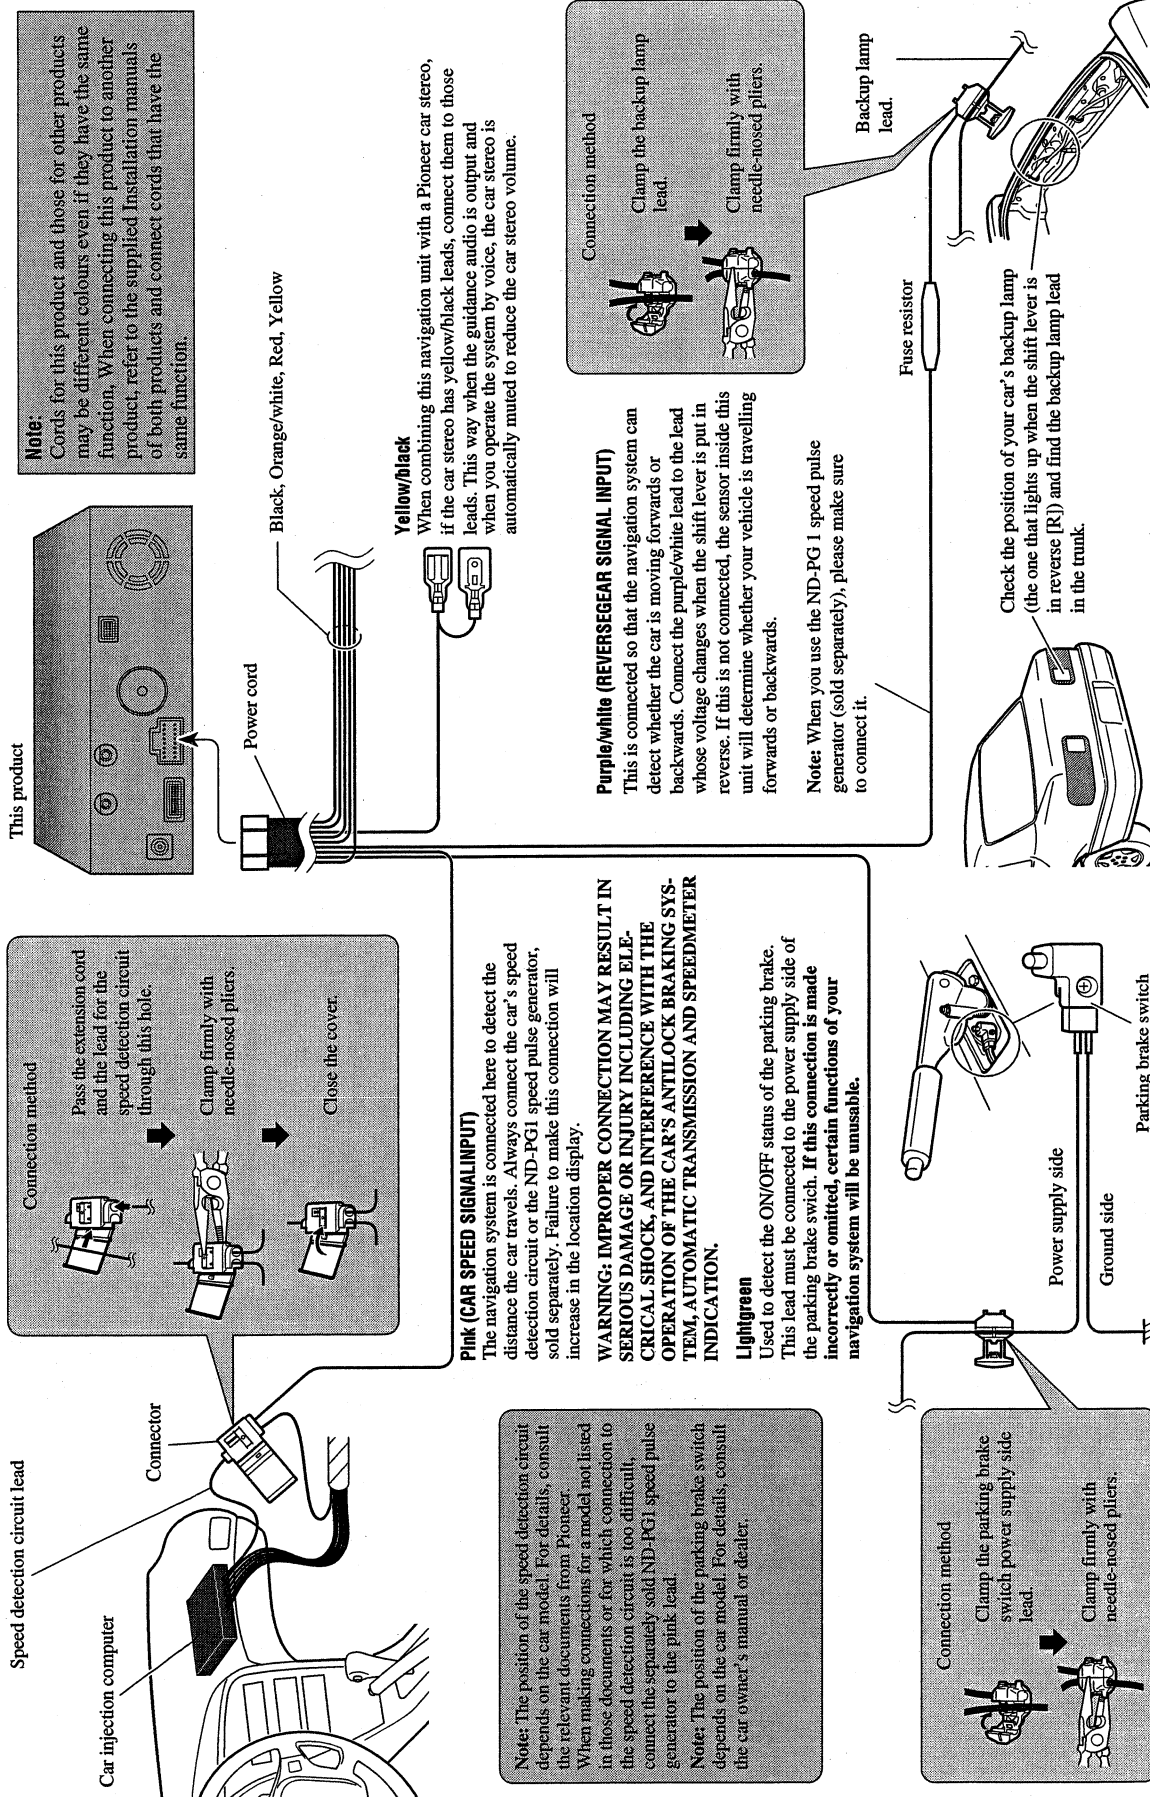 Speed detection circuit lead
Car injection computer
Connector
Connection method
Pass the extension cord
and the lead for the
speed detection circuit
through this hole.
Clamp firmly with
needle-nosed pliers.
Close the cover.
This product
Power cord
Note:
Cords for this product and those for other products
may be different colours even if they have the same
function, When connecting this product to another
product, refer to the supplied Installation manuals
of both products and connect cords that have the
same function.
Black, Orange/white, Red, Yellow
Yellow/black
When combining this navigation unit with a Pioneer car stereo,
if the car stereo has yellow/black leads, connect them to those
leads. This way when the guidance audio is output and
when you operate the system by voice, the car stereo is
automatically muted to reduce the car stereo volume.
Pink (CAR SPEED SIGNALINPUT)
The navigation system is connected here to detect the
distance the car travels. Always connect the car's speed
detection circuit or the ND-PG1 speed pulse generator,
sold separately. Failure to make this connection will
increase in the location display.
WARNING: IMPROPER CONNECTION MAY RESULT IN
SERIOUS DAMAGE OR INJURY INCLUDING ELE-
CRICAL SHOCK, AND INTERFERENCE WITH THE
OPERATION OF THE CAR'S ANTILOCK BRAKING SYS-
TEM, AUTOMATIC TRANSMISSION AND SPEEDMETER
INDICATION.
Lightgreen
Used to detect the ON/OFF status of the parking brake.
This lead must be connected to the power supply side of
the parking brake swich. If this connection is made
incorrectly or omitted, certain functions of your
navigation system will be unusable.
Note: The position of the speed detection circuit
depends on the car model. For details, consult
the relevant documents from Pioneer.
When making connections for a model not listed
in those documents or for which connection to
the speed detection circuit is too difficult,
connect the separately sold ND-PG1 speed pulse
generator to the pink lead.
Note: The position of the parking brake switch
depends on the car model. For details, consult
the car owner's manual or dealer.
Purple/white (REVERSEGEAR SIGNAL INPUT)
This is connected so that the navigation system can
detect whether the car is moving forwards or
backwards. Connect the purple/white lead to the lead
whose voltage changes when the shift lever is put in
reverse. If this is not connected, the sensor inside this
unit will determine whether your vehicle is travelling
forwards or backwards.
Note: When you use the ND-PG 1 speed pulse
generator (sold separately), please make sure
to connect it.
Connection method
Clamp the backup lamp
lead.
Clamp firmly with
needle-nosed pliers.
Fuse resistor
Backup lamp
lead.
Check the position of your car's backup lamp
(the one that lights up when the shift lever is
in reverse [R]) and find the backup lamp lead
in the trunk.
Connection method
Clamp the parking brake
switch power supply side
lead.
Clamp firmly with
needle-nosed pliers.
Power supply side
Ground side
Parking brake switch